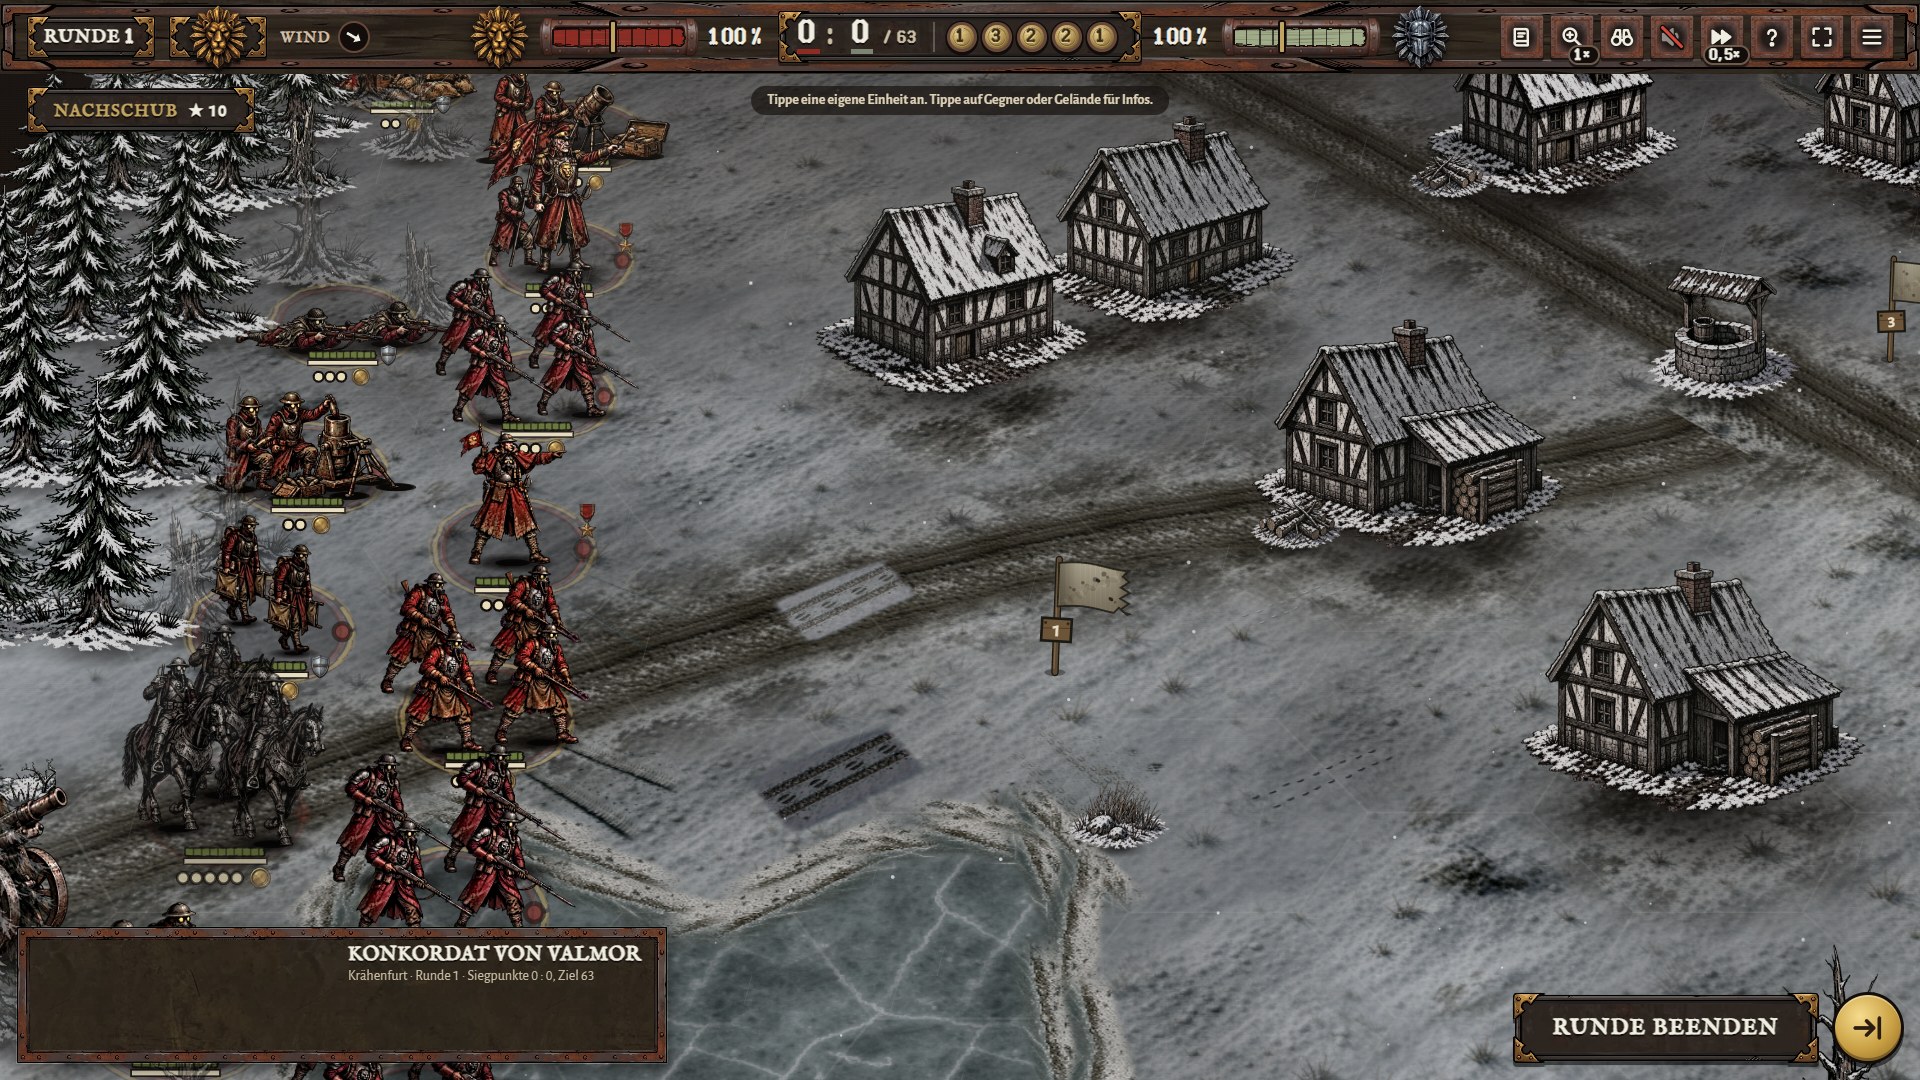 RUNDE 1
WIND
100%
0 : 0 / 63
1 3 2 2 1
100%
1x
0,5x
?
NACHSCHUB ★ 10
Tippe eine eigene Einheit an. Tippe auf Gegner oder Gelände für Infos.
3
1
KONKORDAT VON VALMOR
Krähenfurt · Runde 1 · Siegpunkte 0 : 0, Ziel 63
RUNDE BEENDEN